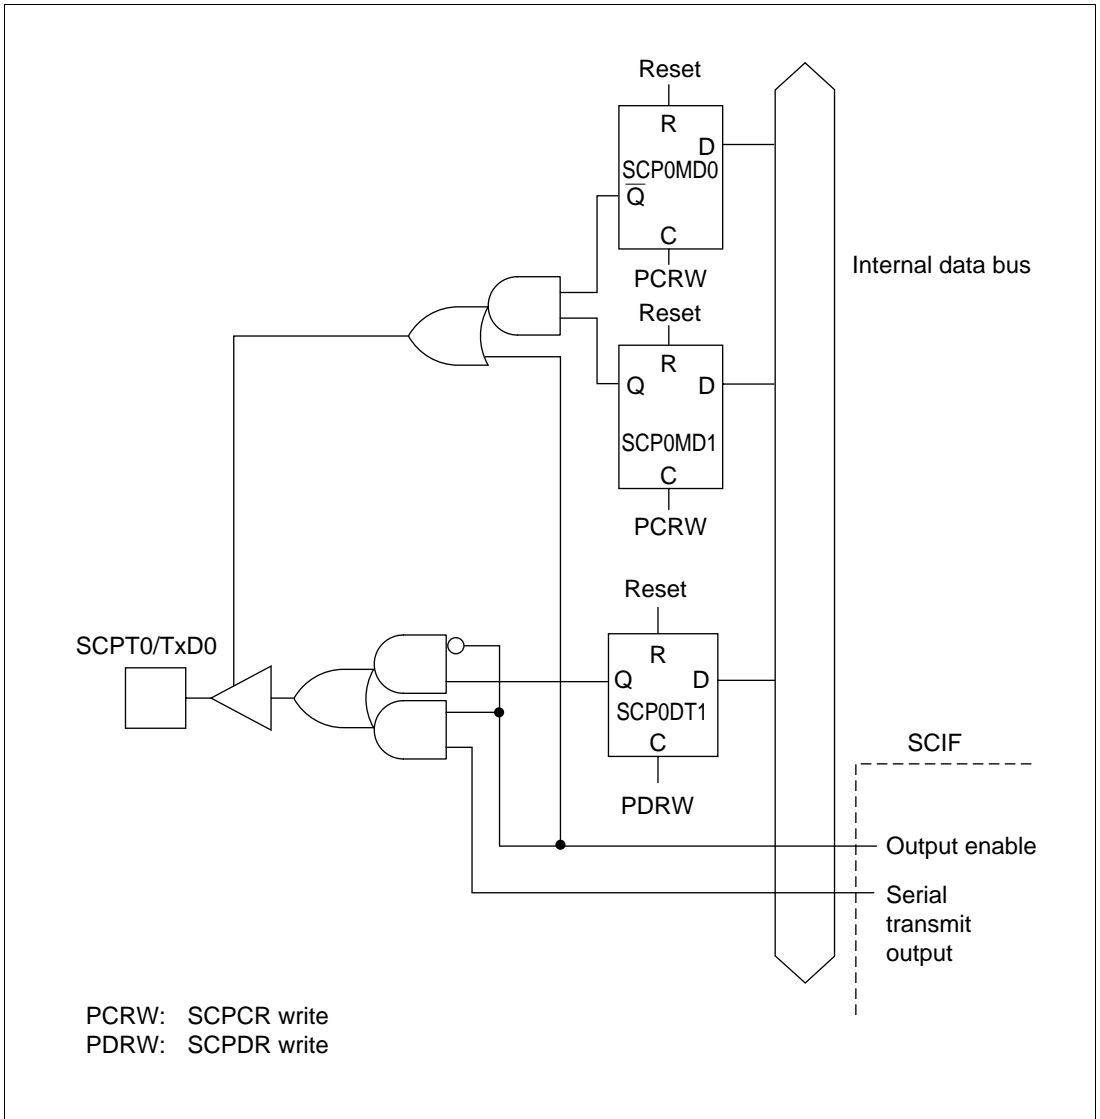 Reset
R
D
SCP0MD0
Q̅
C
PCRW
Internal data bus
Reset
R
Q
D
SCP0MD1
C
PCRW
Reset
SCPT0/TxD0
R
Q
D
SCP0DT1
C
SCIF
PDRW
Output enable
Serial
transmit
output
PCRW: SCPCR write
PDRW: SCPDR write